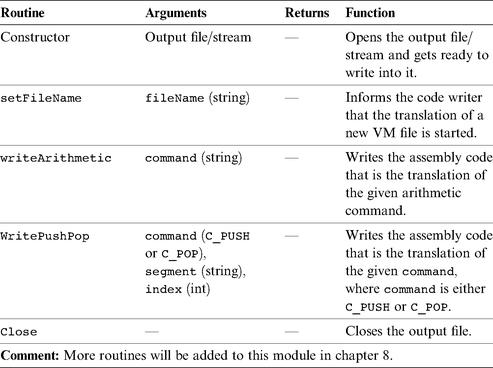 Routine Arguments Returns Function
Constructor Output file/stream — Opens the output file/
stream and gets ready to
write into it.
setFileName fileName (string) — Informs the code writer
that the translation of a
new VM file is started.
writeArithmetic command (string) — Writes the assembly code
that is the translation of
the given arithmetic
command.
WritePushPop command (C_PUSH — Writes the assembly code
or C_POP), that is the translation of
segment (string), the given command,
index (int) where command is either
C_PUSH or C_POP.
Close — — Closes the output file.
Comment: More routines will be added to this module in chapter 8.